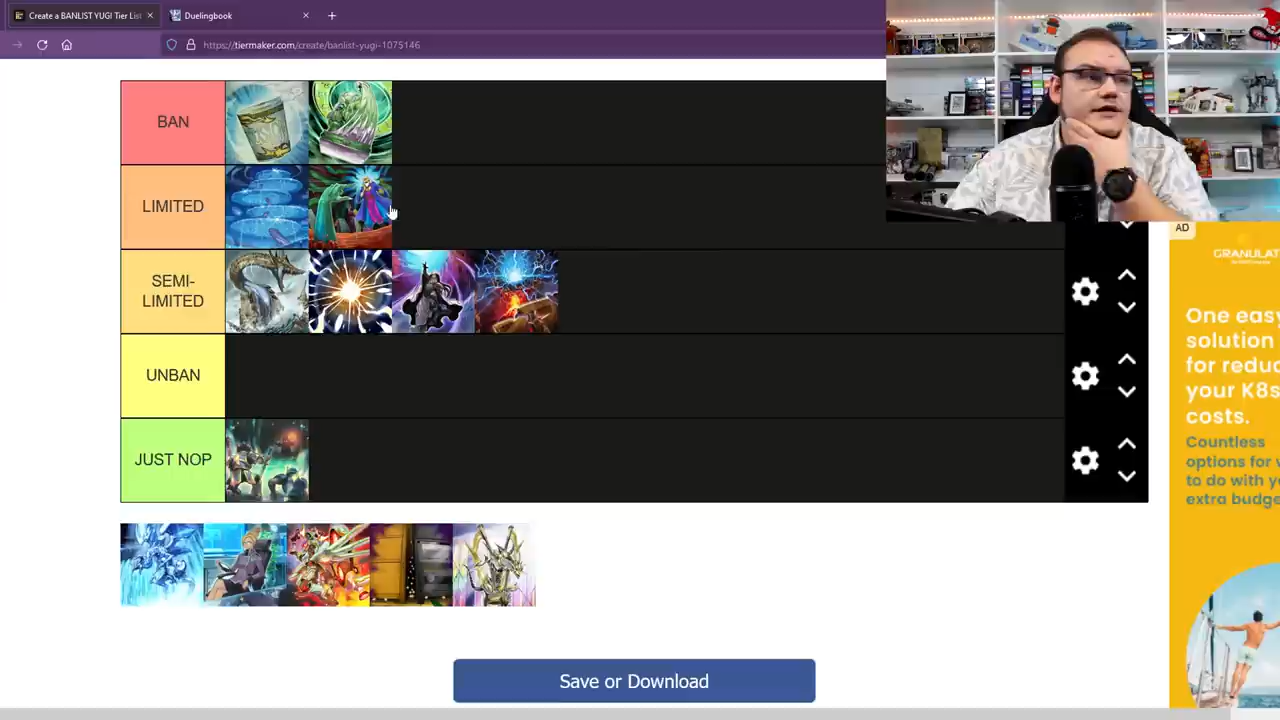 Create a BANLIST YUGI Tier List
Duelingbook
https://tiermaker.com/create/banlist-yugi-1075146
BAN
LIMITED
SEMI-
LIMITED
UNBAN
JUST NOP
Save or Download
AD
GRANULAT
One easy
solution
for reduc
your K8s
costs.
Countless
options for w
to do with yo
extra budge